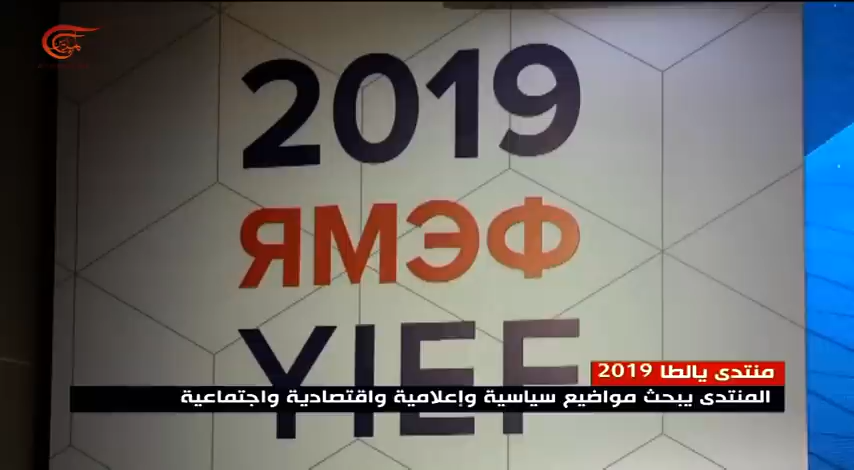 2019
ЯМЭФ
YIEF
منتدى يالطا 2019
المنتدى يبحث مواضيع سياسية وإعلامية واقتصادية واجتماعية